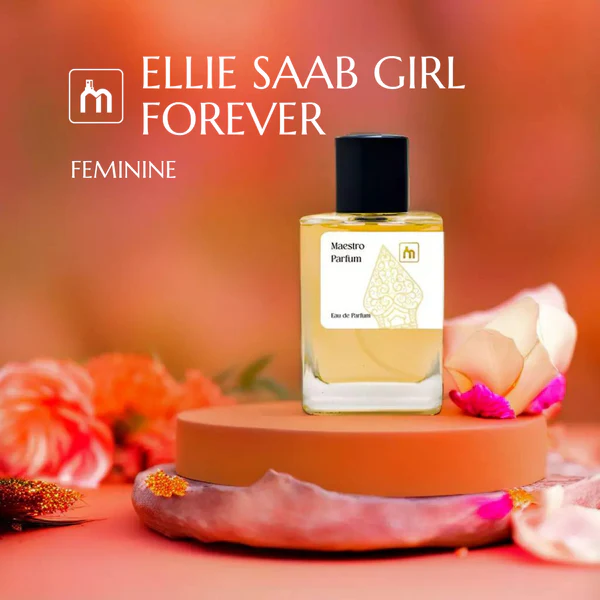 ELLIE SAAB GIRL
FOREVER
FEMININE
Maestro
Parfum
Eau de Parfum